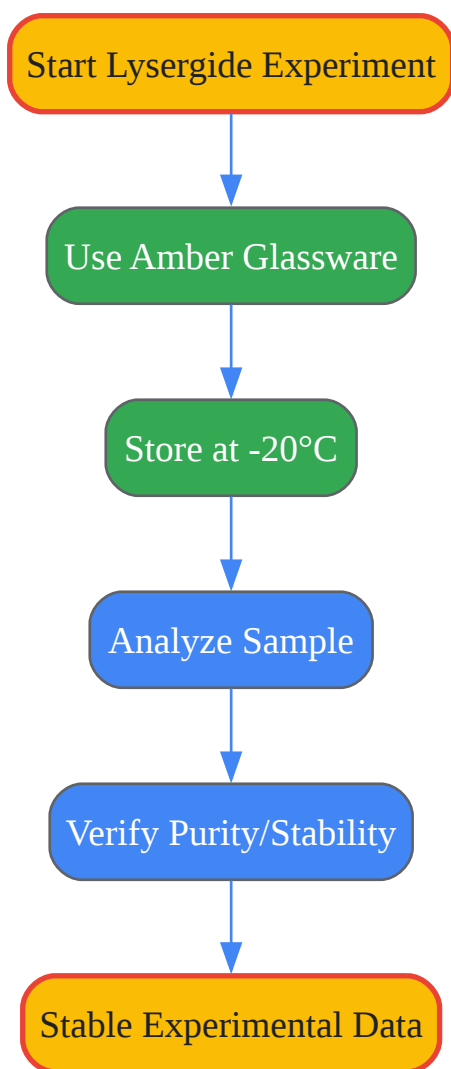 Start Lysergide Experiment
Use Amber Glassware
Store at -20°C
Analyze Sample
Verify Purity/Stability
Stable Experimental Data